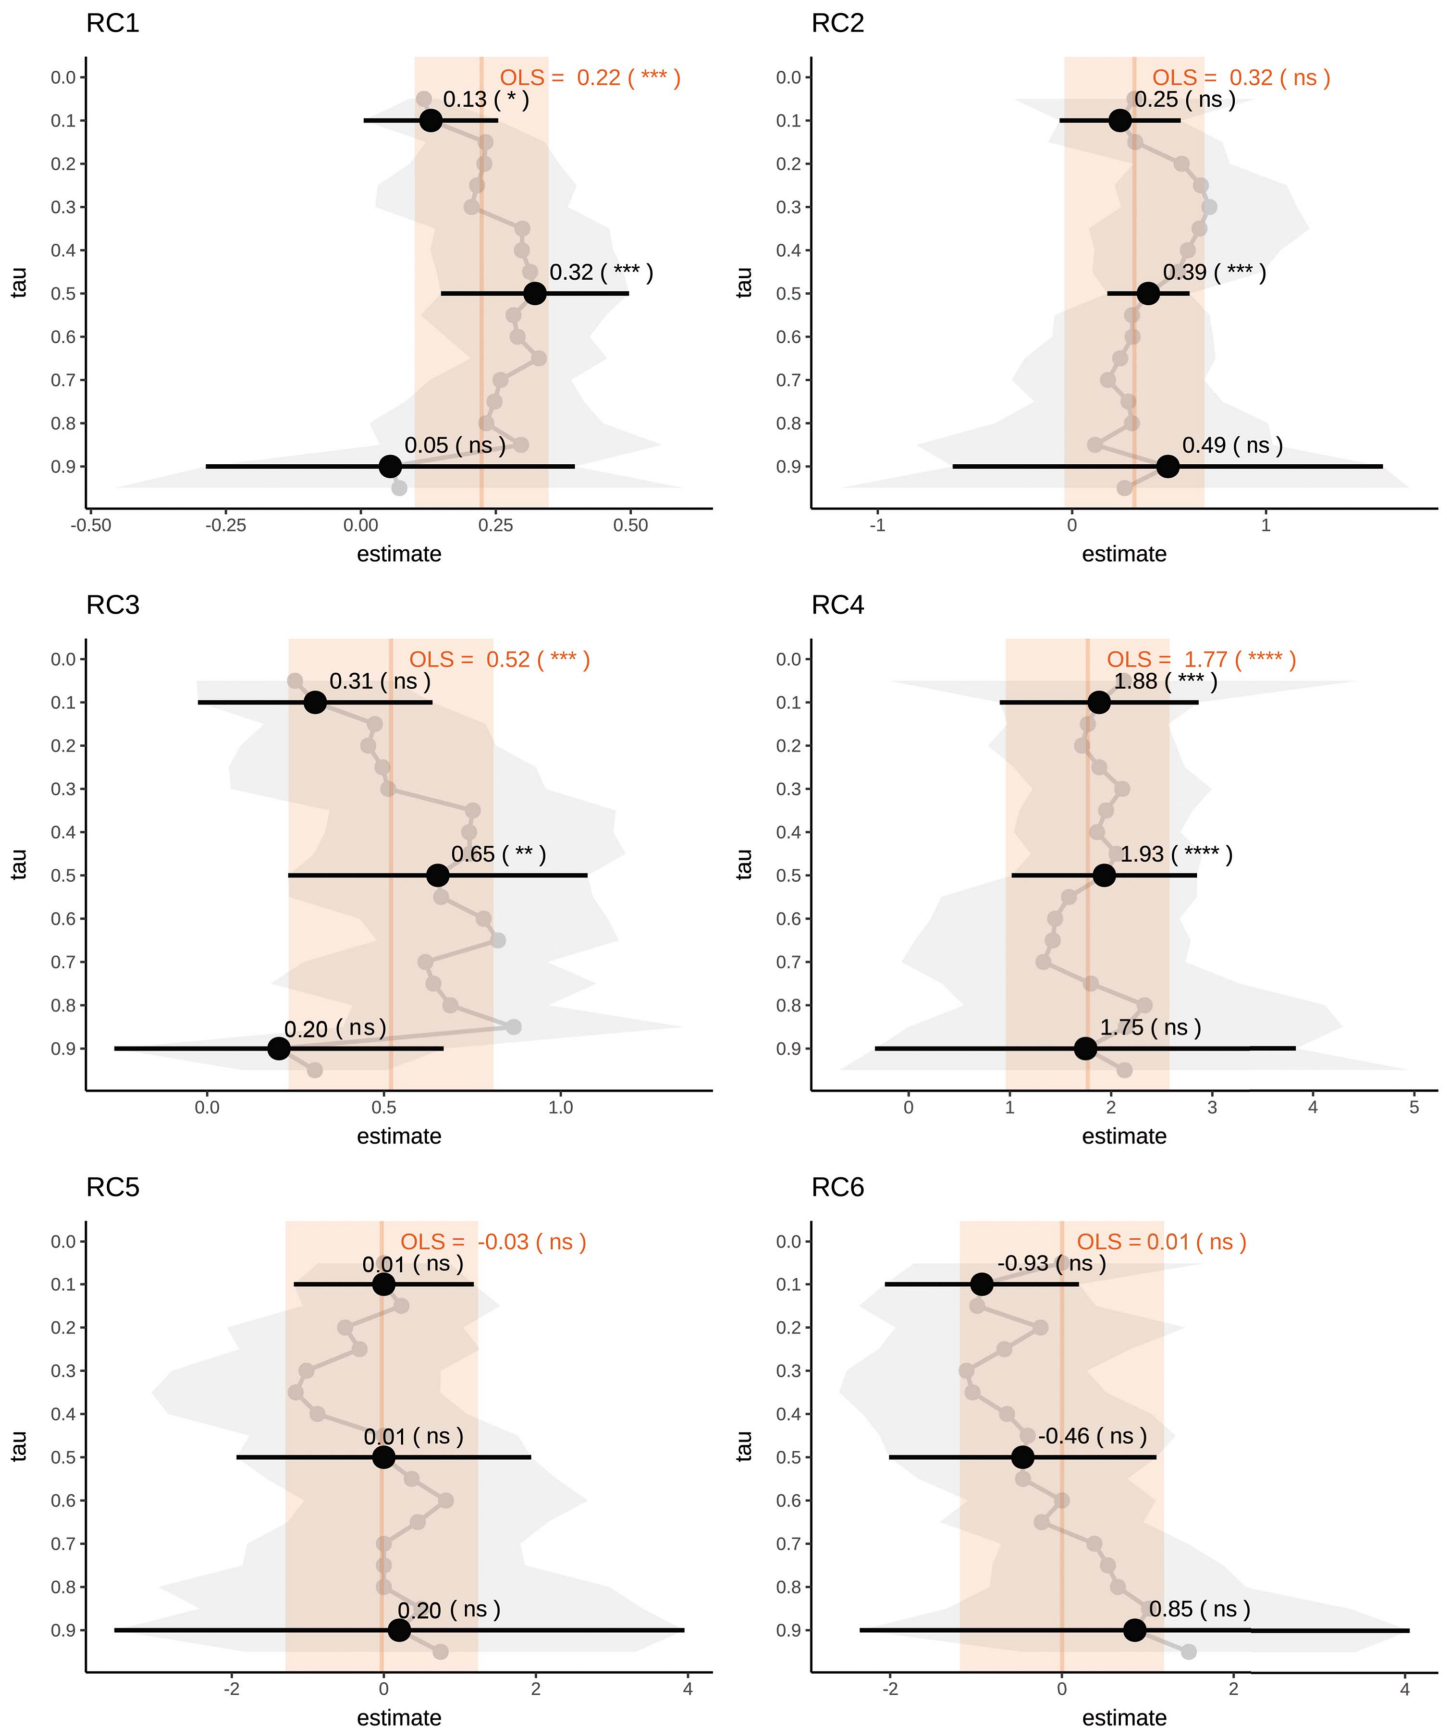 RC1
OLS = 0.22 ( *** )
0.0
0.13 ( * )
0.1
0.2
0.3
0.4
0.32 ( *** )
0.5
0.6
0.7
0.8
0.05 ( ns )
0.9
tau
-0.50 -0.25 0.00 0.25 0.50
estimate
RC2
OLS = 0.32 ( ns )
0.0
0.25 ( ns )
0.1
0.2
0.3
0.4
0.39 ( *** )
0.5
0.6
0.7
0.8
0.49 ( ns )
0.9
tau
-1 0 1
estimate
RC3
OLS = 0.52 ( *** )
0.0
0.31 ( ns )
0.1
0.2
0.3
0.4
0.65 ( ** )
0.5
0.6
0.7
0.8
0.20 ( ns )
0.9
tau
0.0 0.5 1.0
estimate
RC4
OLS = 1.77 ( **** )
0.0
1.88 ( *** )
0.1
0.2
0.3
0.4
1.93 ( **** )
0.5
0.6
0.7
0.8
1.75 ( ns )
0.9
tau
0 1 2 3 4 5
estimate
RC5
OLS = -0.03 ( ns )
0.0
0.01 ( ns )
0.1
0.2
0.3
0.4
0.01 ( ns )
0.5
0.6
0.7
0.8
0.20 ( ns )
0.9
tau
-2 0 2 4
estimate
RC6
OLS = 0.01 ( ns )
0.0
-0.93 ( ns )
0.1
0.2
0.3
0.4
-0.46 ( ns )
0.5
0.6
0.7
0.8
0.85 ( ns )
0.9
tau
-2 0 2 4
estimate